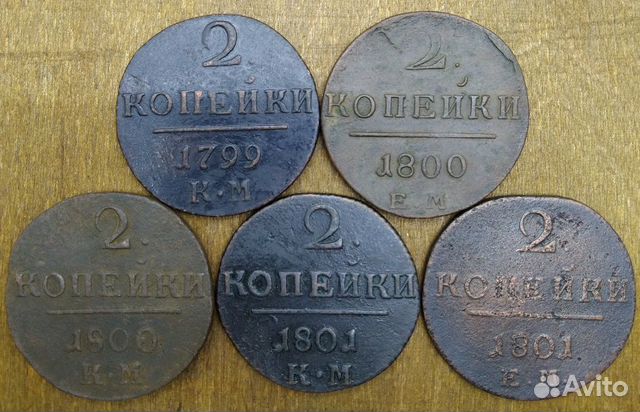 2.
КОПЕЙКИ
1799
К·М
2.
КОПЕЙКИ
1800
Е М
2.
КОПЕЙКИ
1800
К·М
2.
КОПЕЙКИ
1801
К·М
2.
КОПЕЙКИ
1801
Е·М
Avito